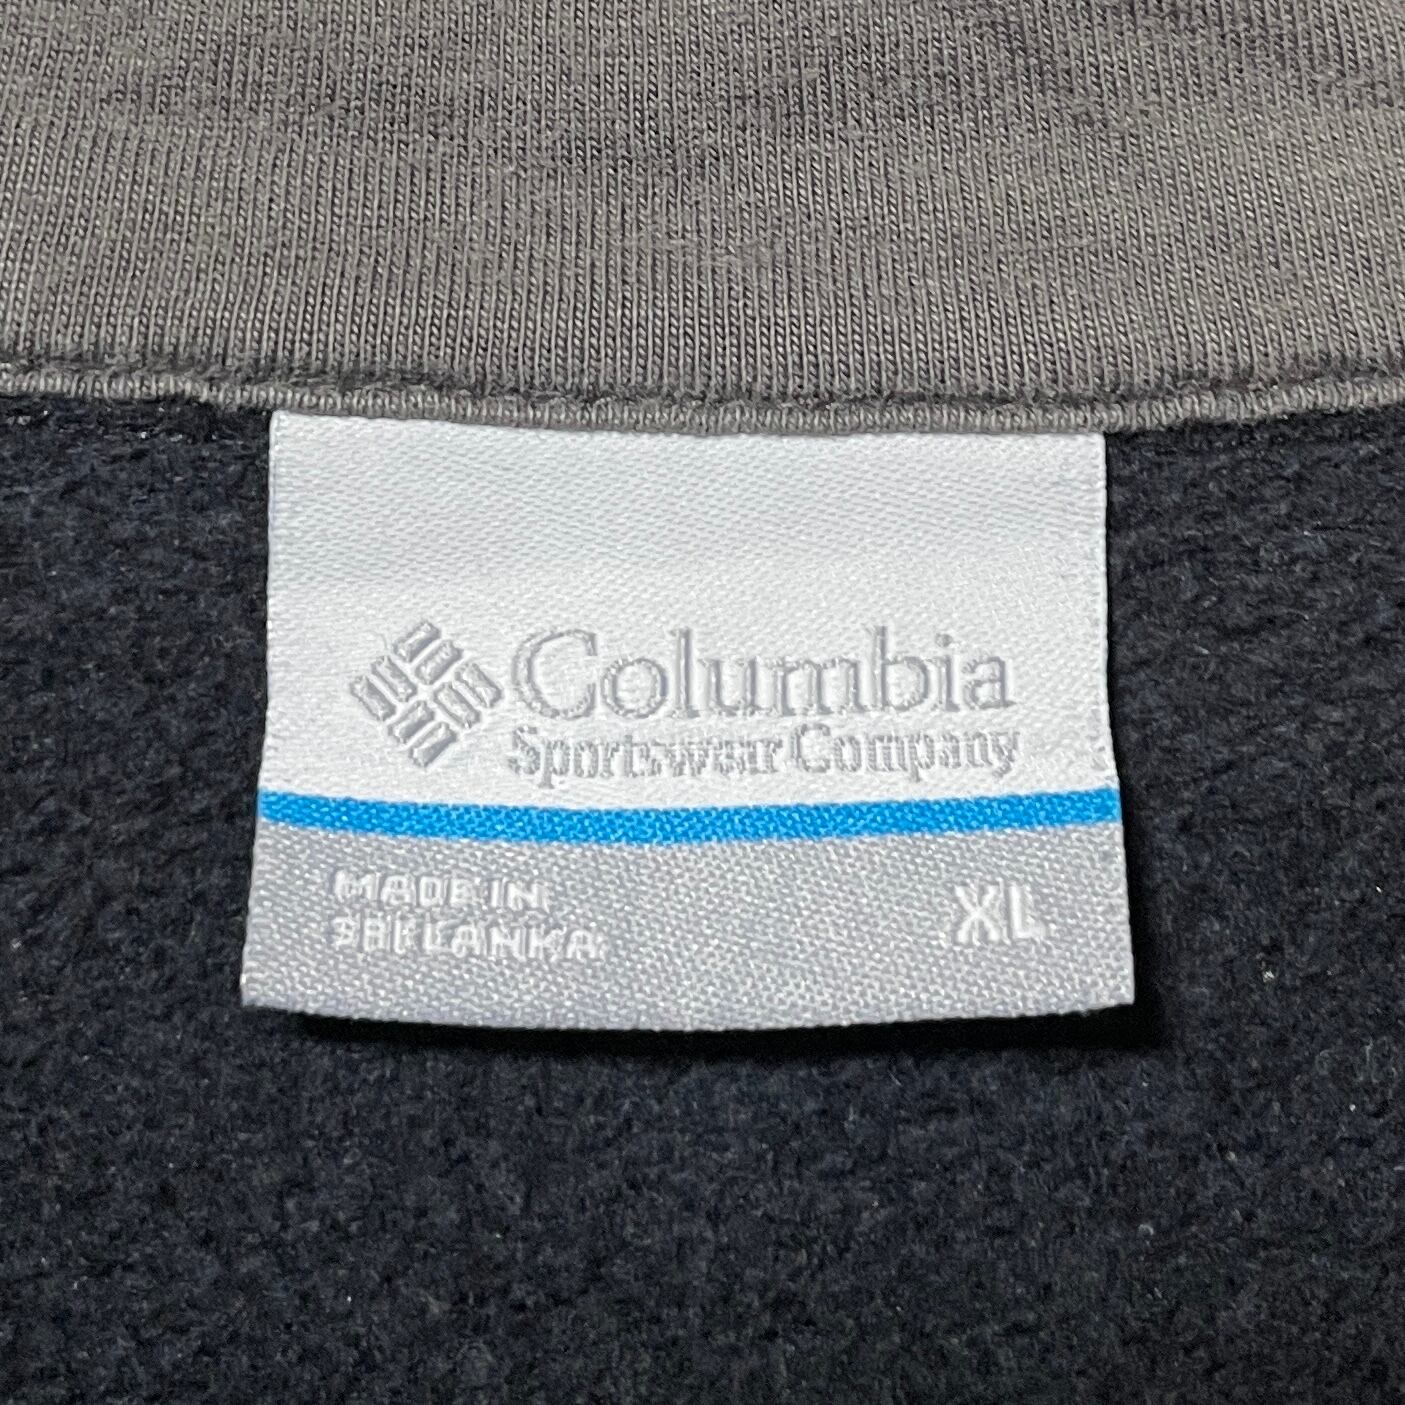 Columbia
Sportswear Company
MADE IN
SRI LANKA
XL